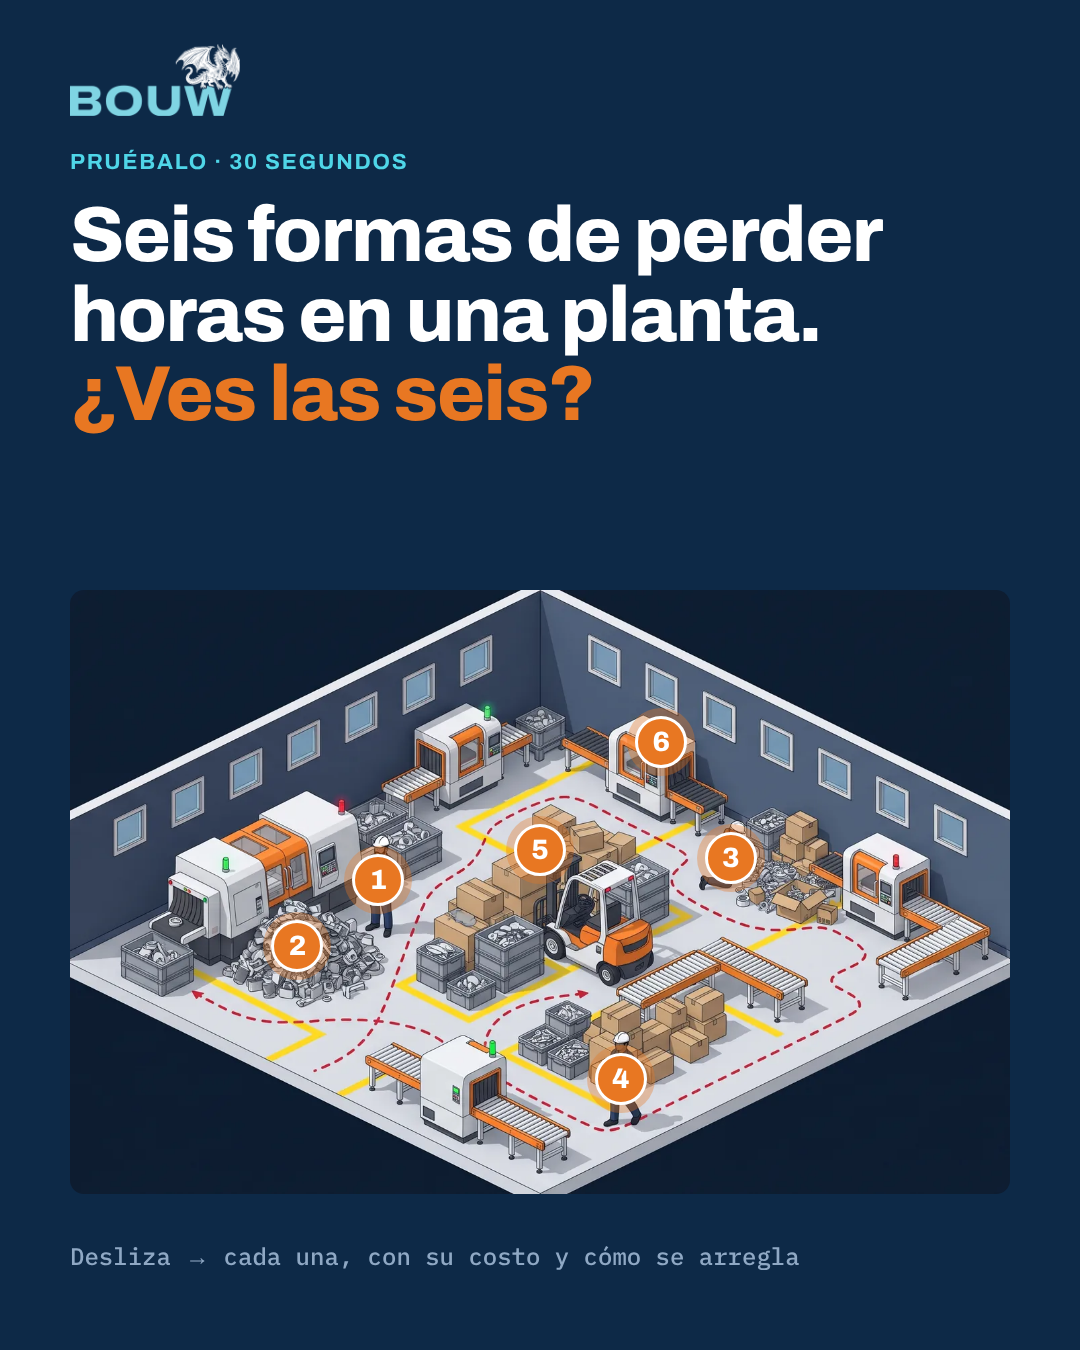 BOUW
PRUÉBALO · 30 SEGUNDOS
Seis formas de perder
horas en una planta.
¿Ves las seis?
6
5
3
1
2
4
Desliza → cada una, con su costo y cómo se arregla